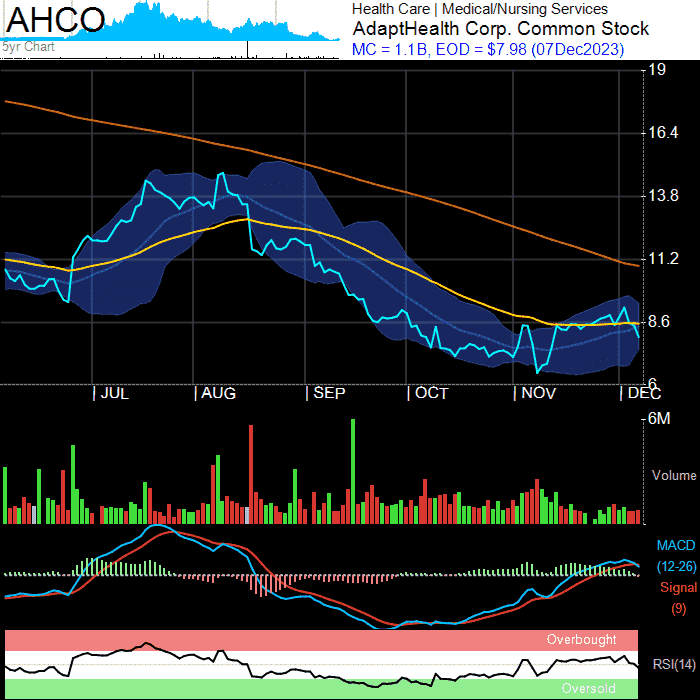 AHCO
5yr Chart
Health Care | Medical/Nursing Services
AdaptHealth Corp. Common Stock
MC = 1.1B, EOD = $7.98 (07Dec2023)
19
16.4
13.8
11.2
8.6
6
JUL AUG SEP OCT NOV DEC
6M
Volume
MACD
(12-26)
Signal
(9)
Overbought
RSI(14)
Oversold